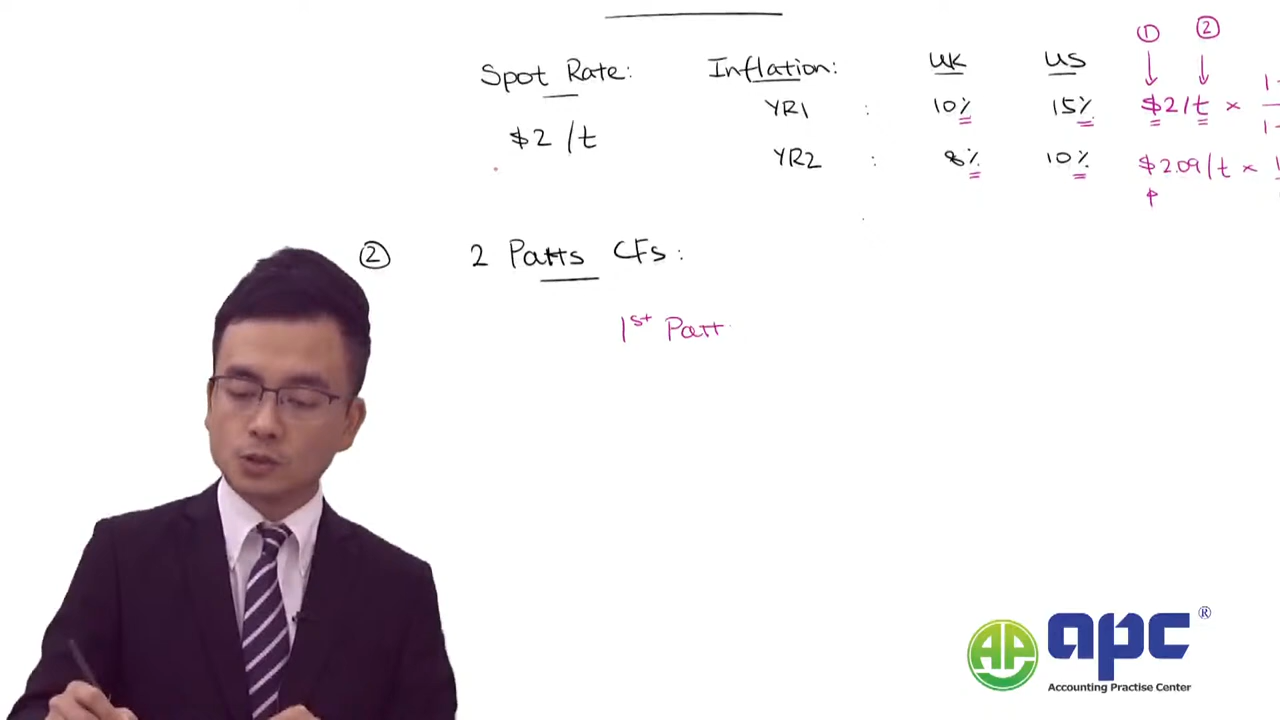 ① ②
Spot Rate: Inflation: UK US
YR1 : 10% 15% $2/t ×
$2/t
YR2 : 8% 10% $2.09/t ×
② 2 Parts CFs:
1st Part
apc®
AP
Accounting Practise Center